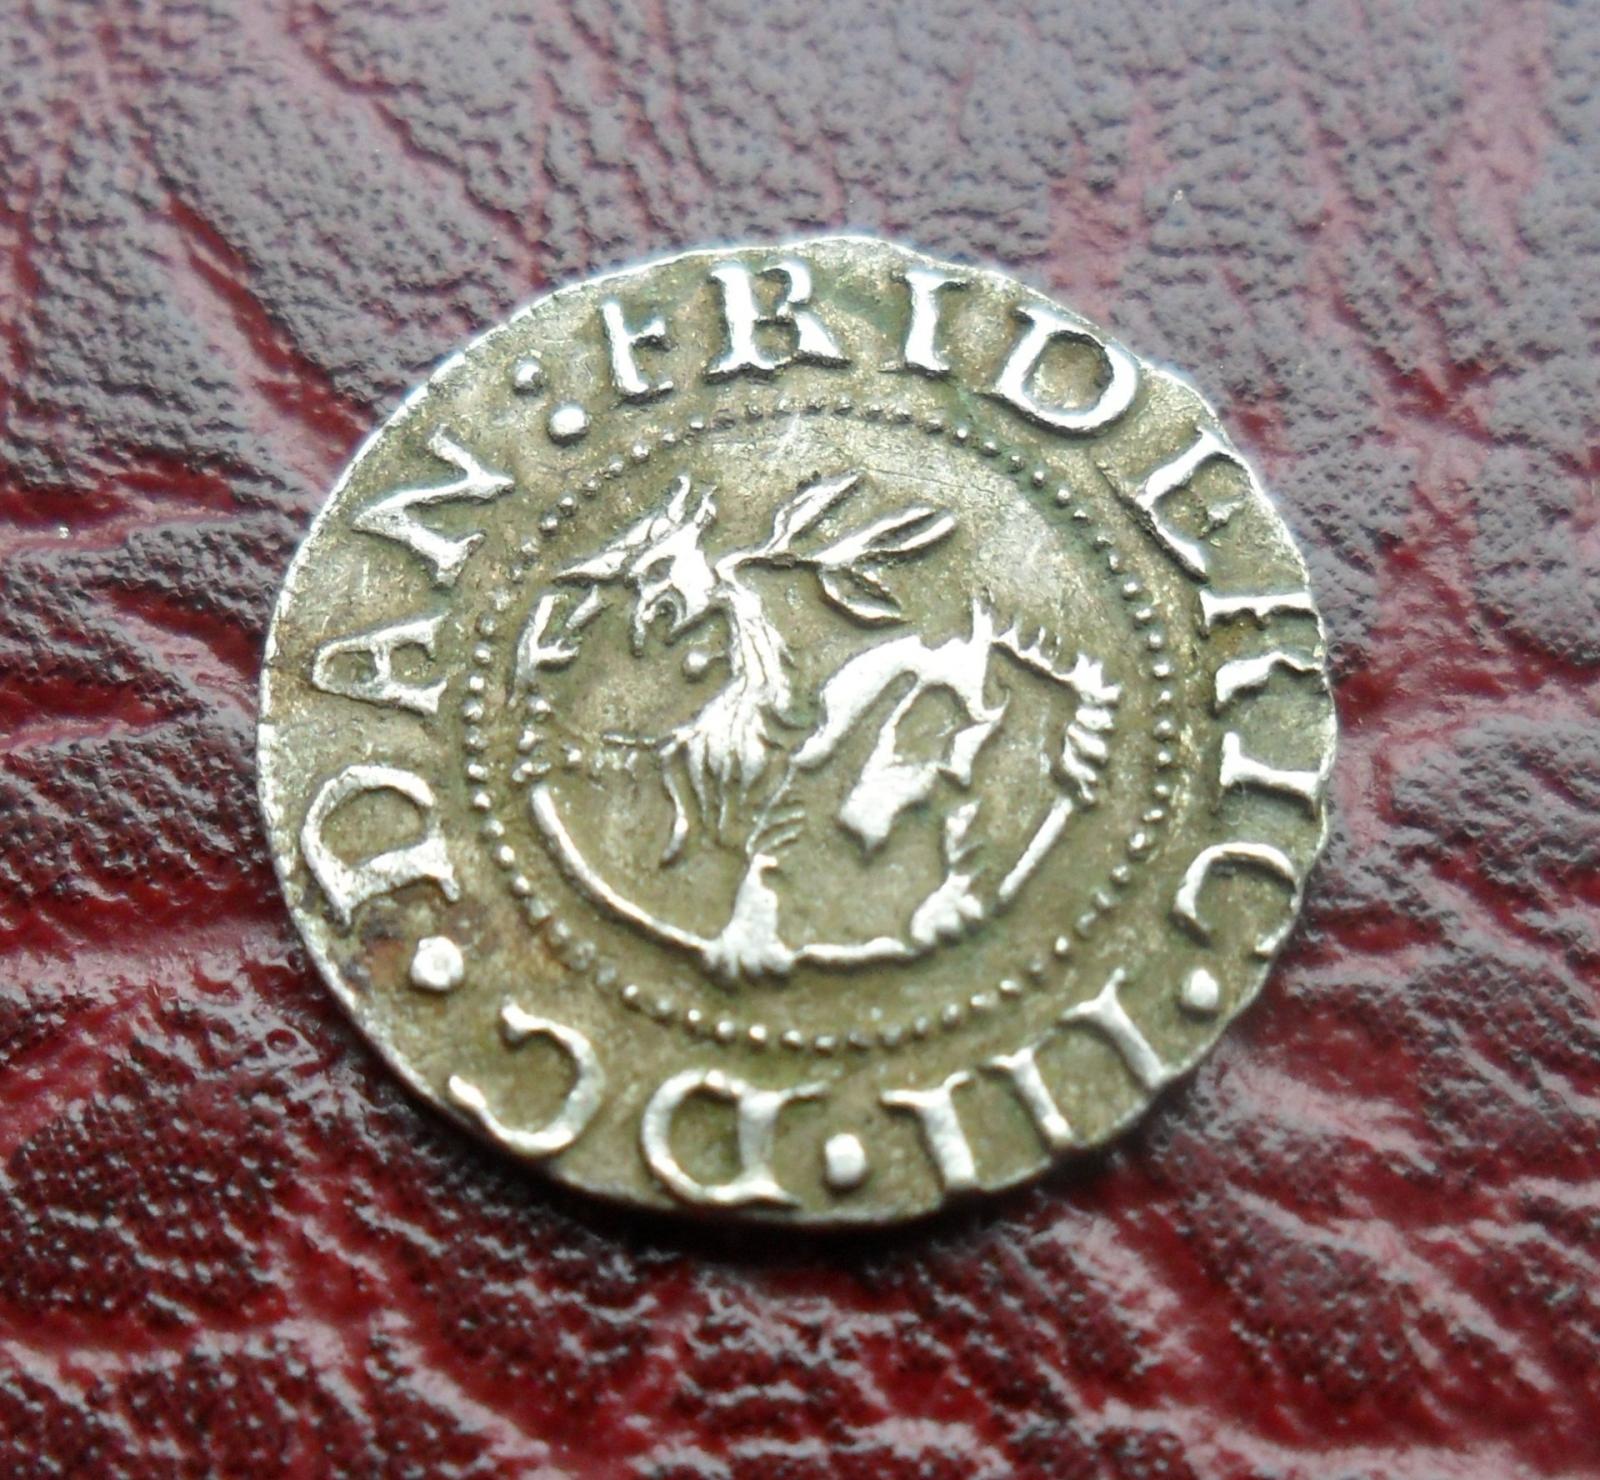 FRIDERIC · III · D C · DAN :